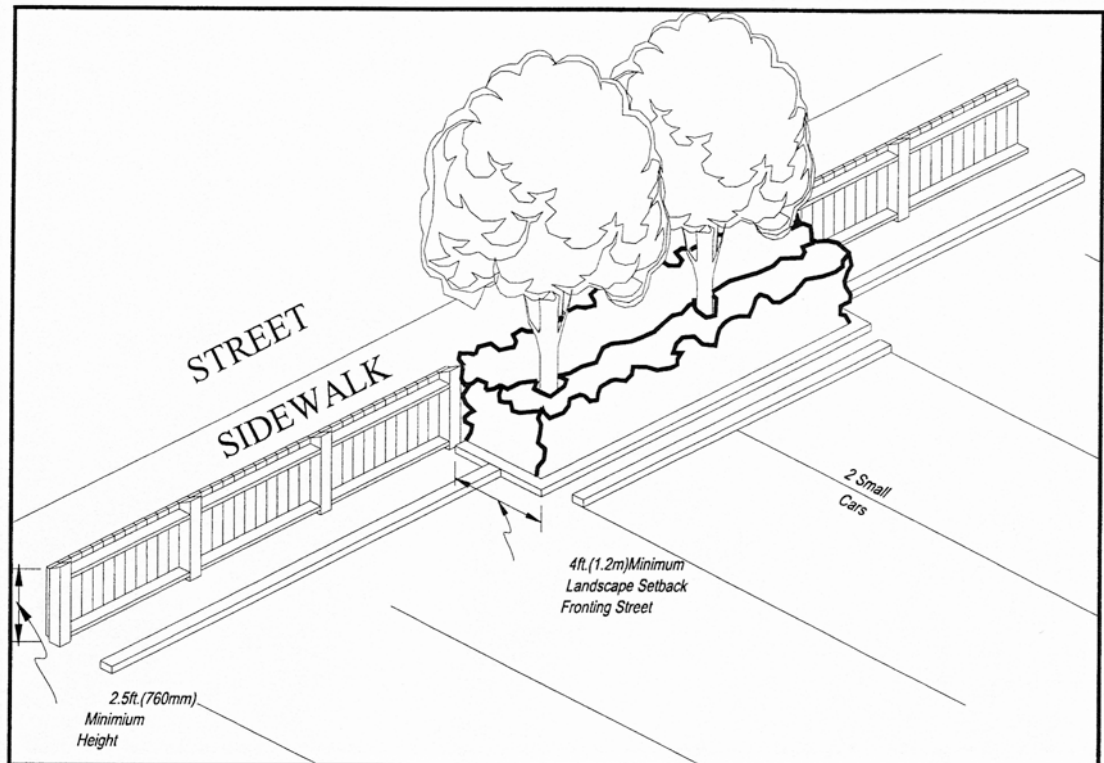 STREET
SIDEWALK
2 Small
Cars
4ft.(1.2m)Minimum
Landscape Setback
Fronting Street
2.5ft.(760mm)
Minimium
Height